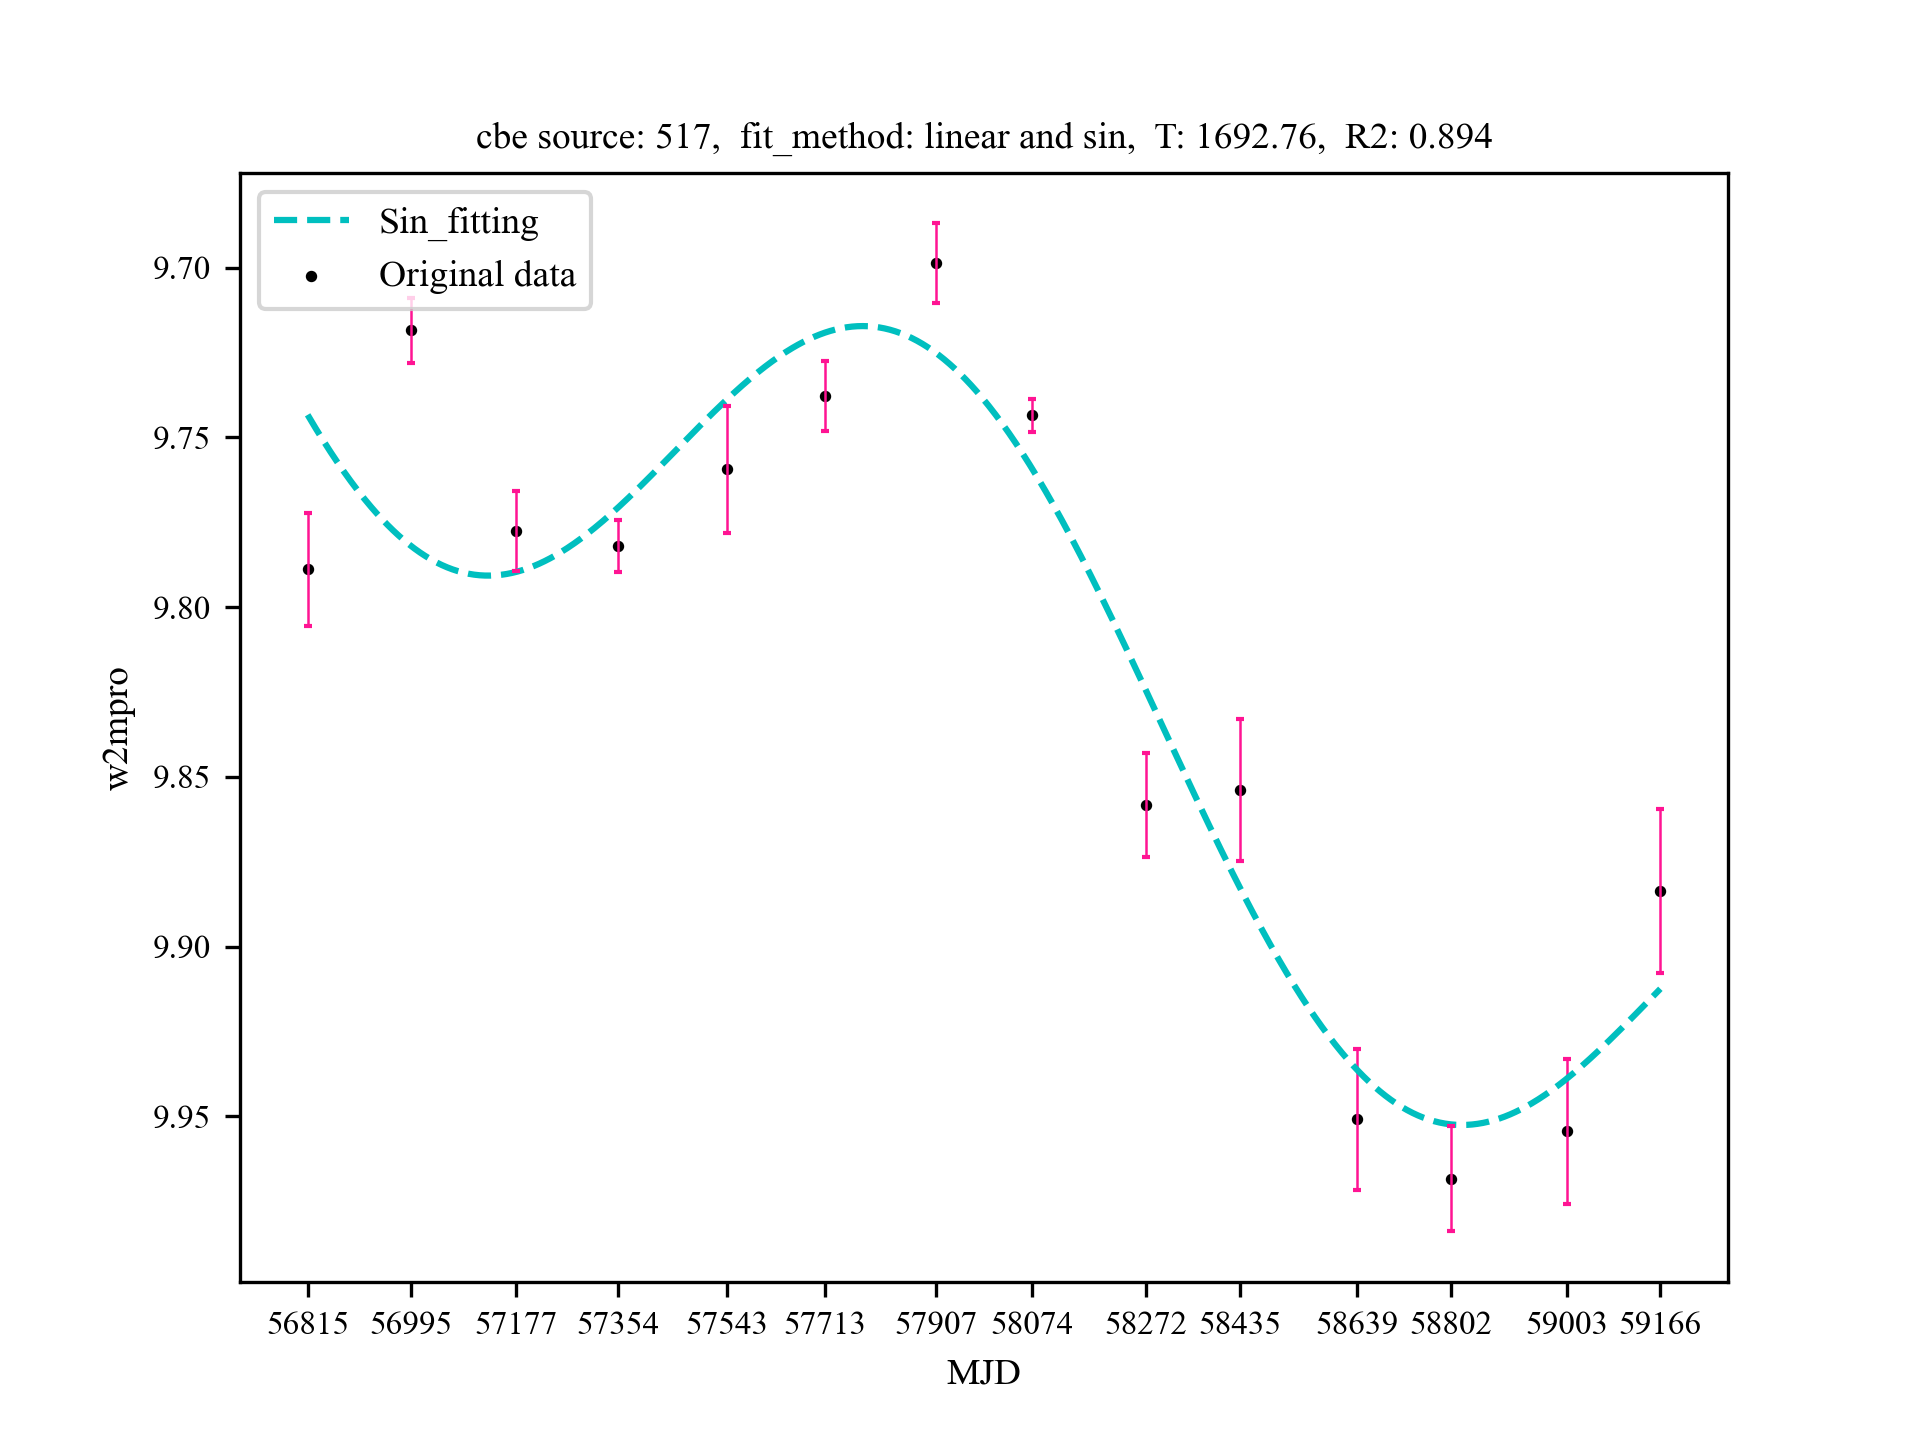 cbe source: 517, fit_method: linear and sin, T: 1692.76, R2: 0.894
Sin_fitting
Original data
9.70
9.75
9.80
9.85
9.90
9.95
w2mpro
56815 56995 57177 57354 57543 57713 57907 58074 58272 58435 58639 58802 59003 59166
MJD